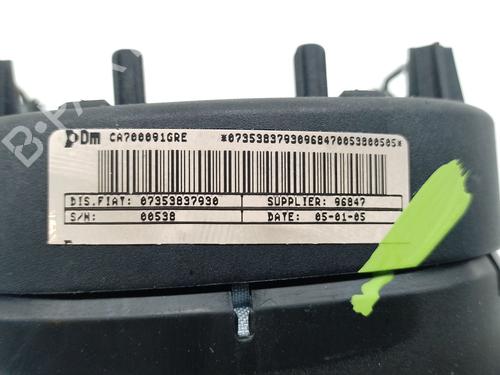 PDm CA700091GRE *07353837930968470053800505*
DIS.FIAT: 07353837930 SUPPLIER: 96847
S/N: 00538 DATE: 05-01-05